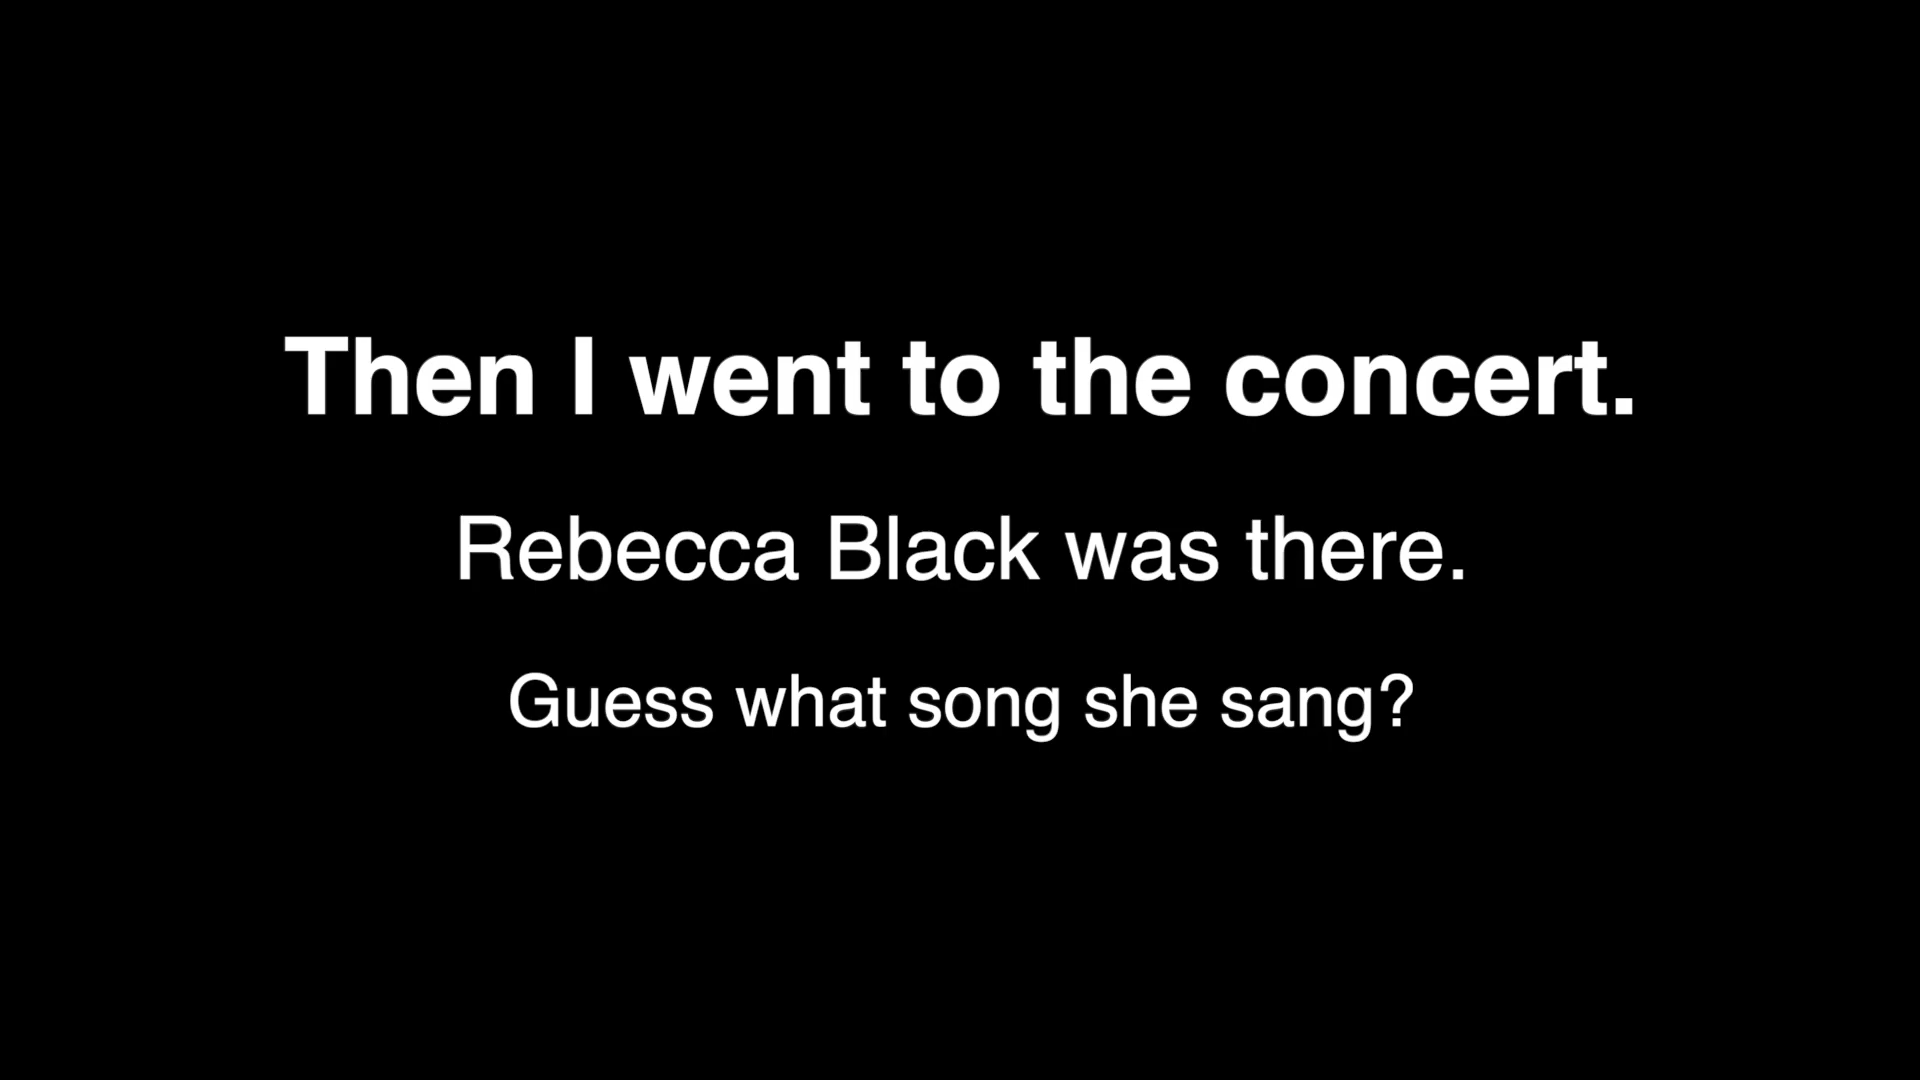 Then I went to the concert.
Rebecca Black was there.
Guess what song she sang?